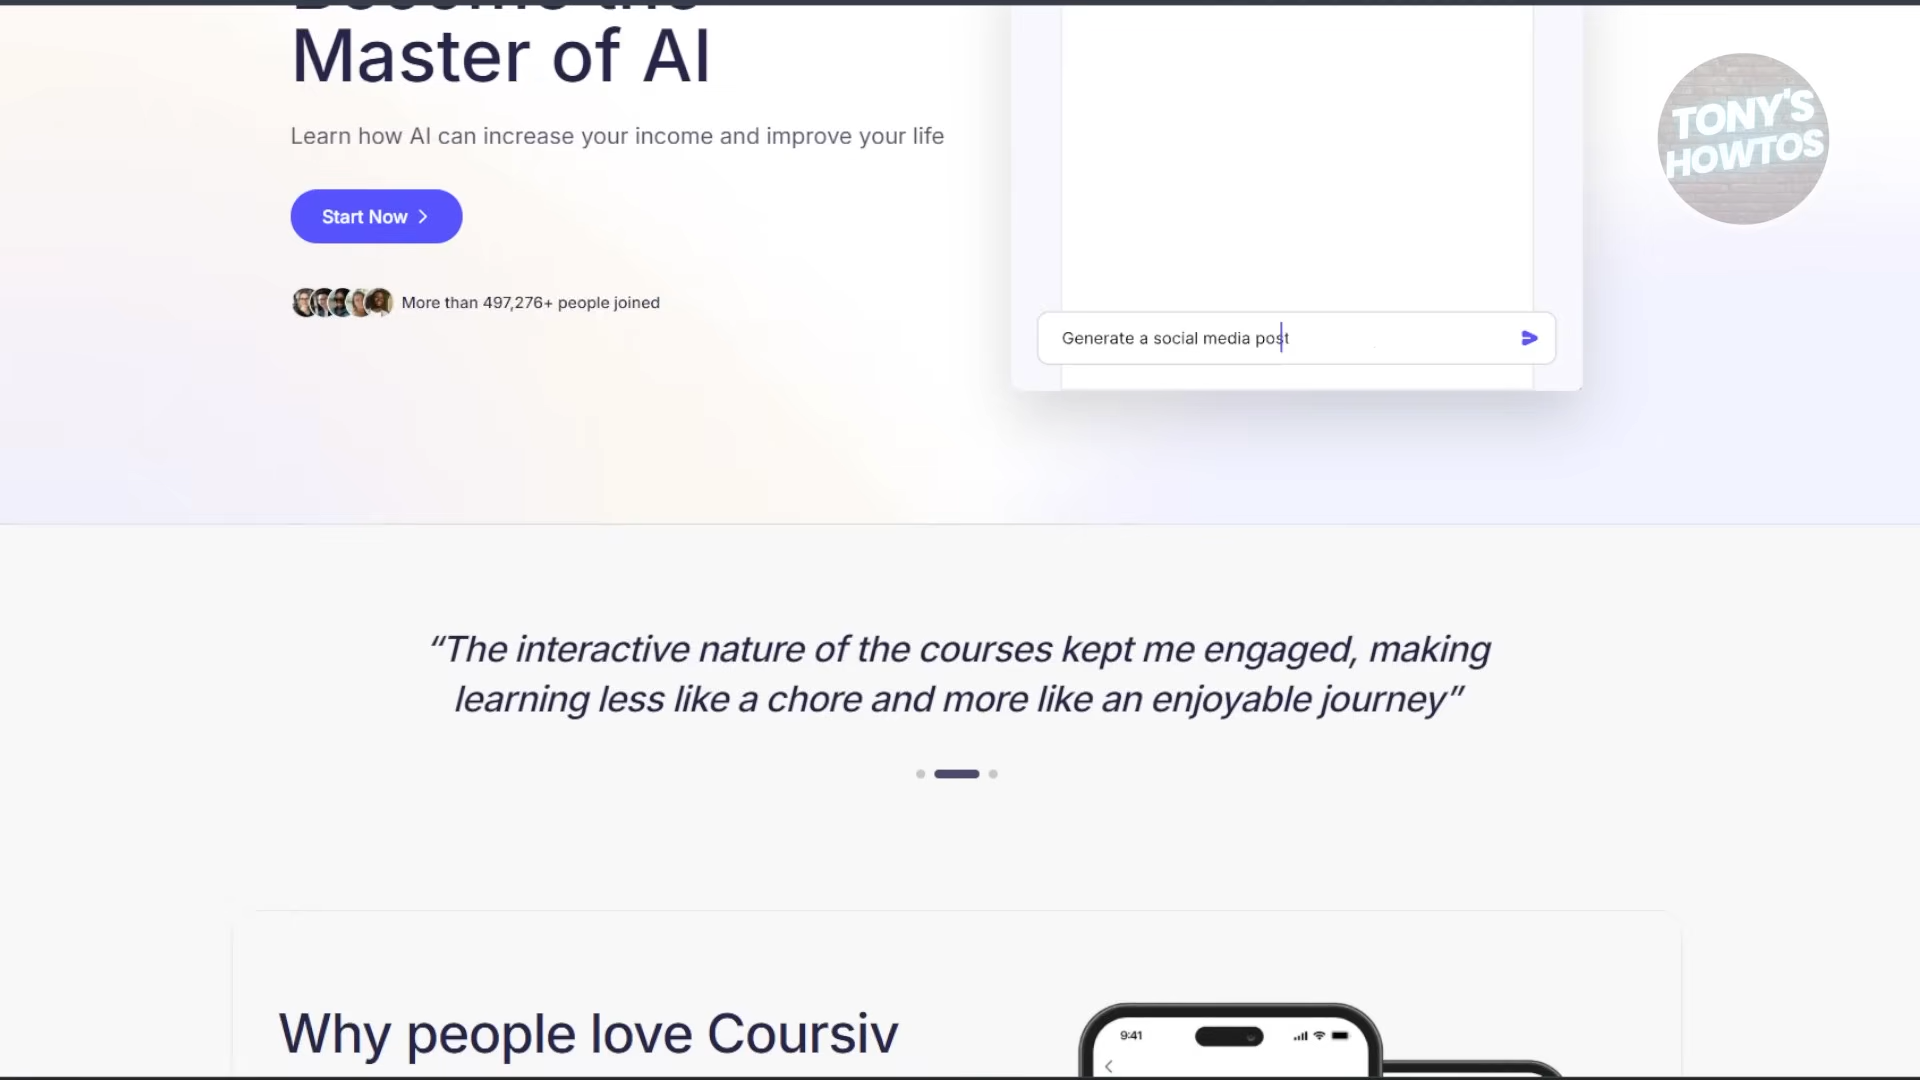 Become the
Master of AI
Learn how AI can increase your income and improve your life
Start Now
More than 497,276+ people joined
Generate a social media post
TONY'S
HOWTOS
“The interactive nature of the courses kept me engaged, making
learning less like a chore and more like an enjoyable journey”
Why people love Coursiv
9:41